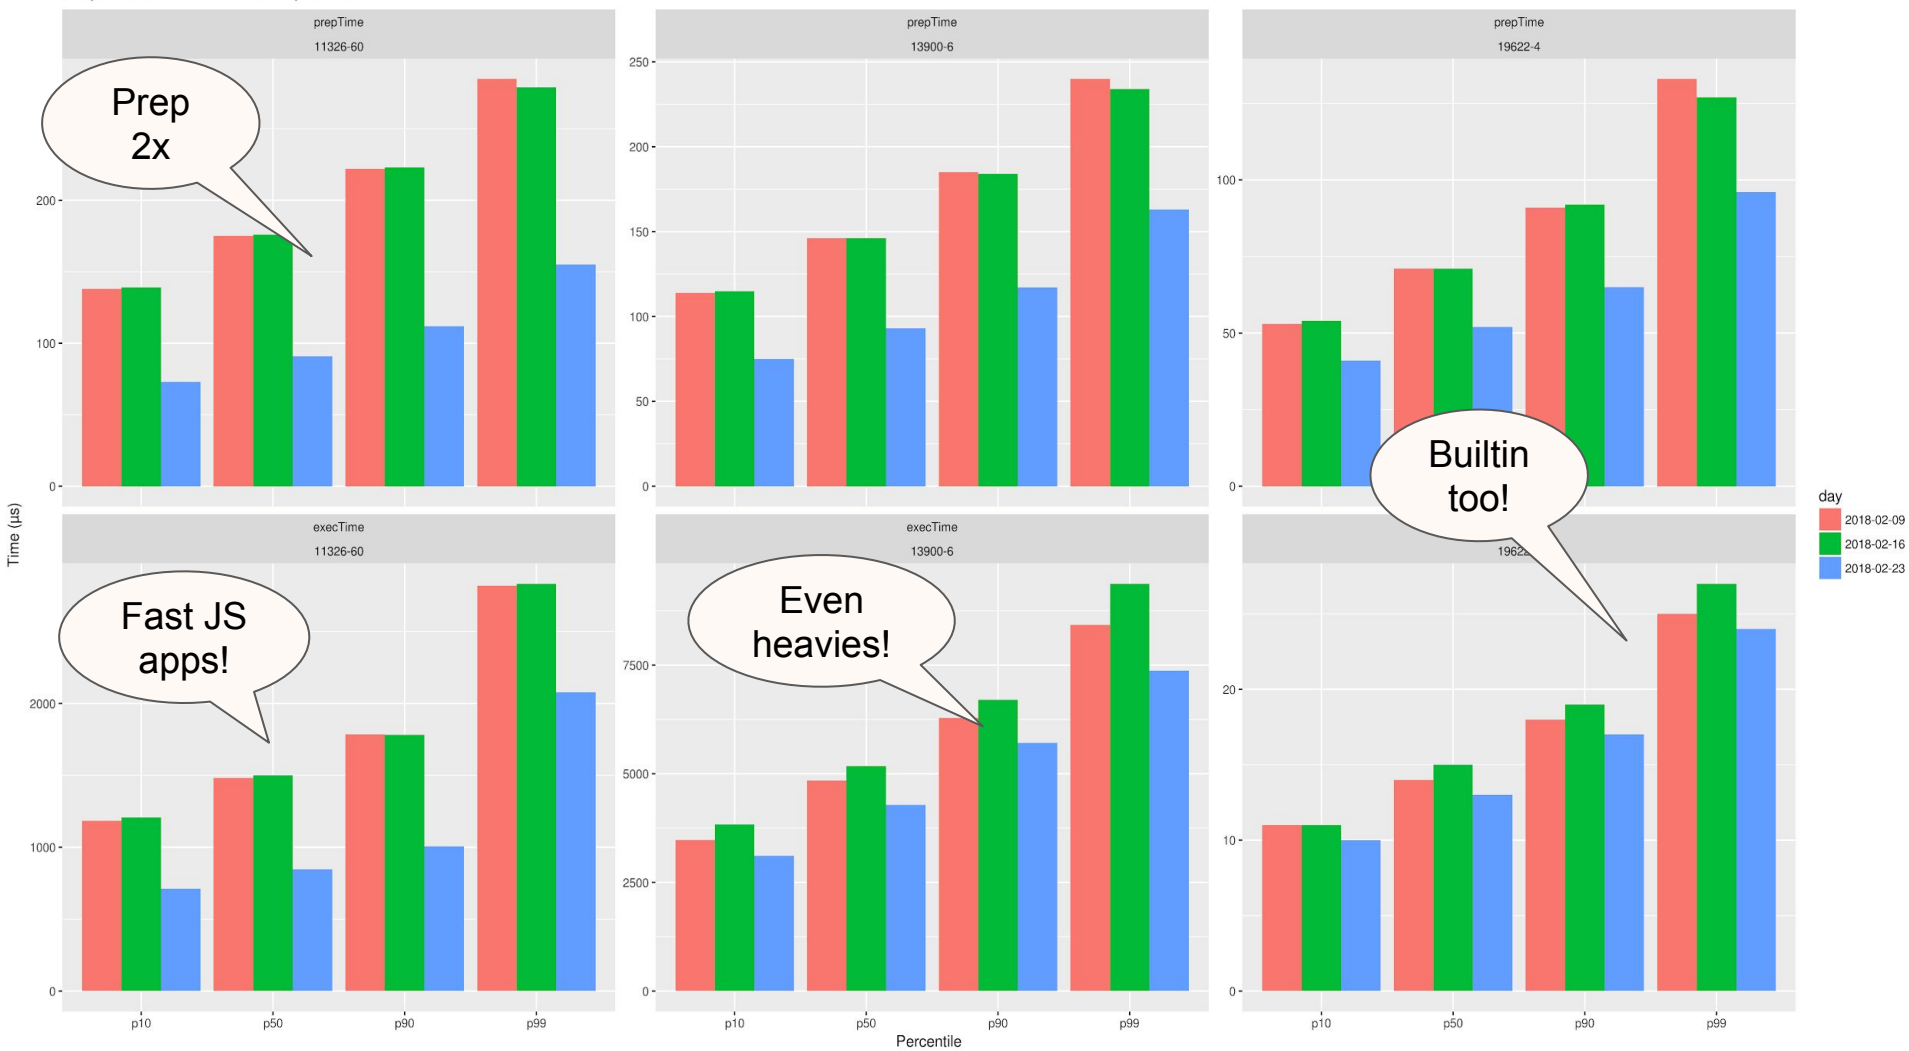 prepTime
11326-60
prepTime
13900-6
prepTime
19622-4
Prep
2x
200
100
0
250
200
150
100
50
0
100
50
0
Builtin
too!
Time (µs)
execTime
11326-60
execTime
13900-6
1962
Fast JS
apps!
Even
heavies!
2000
1000
0
7500
5000
2500
0
20
10
0
p10
p50
p90
p99
p10
p50
p90
p99
p10
p50
p90
p99
Percentile
day
2018-02-09
2018-02-16
2018-02-23